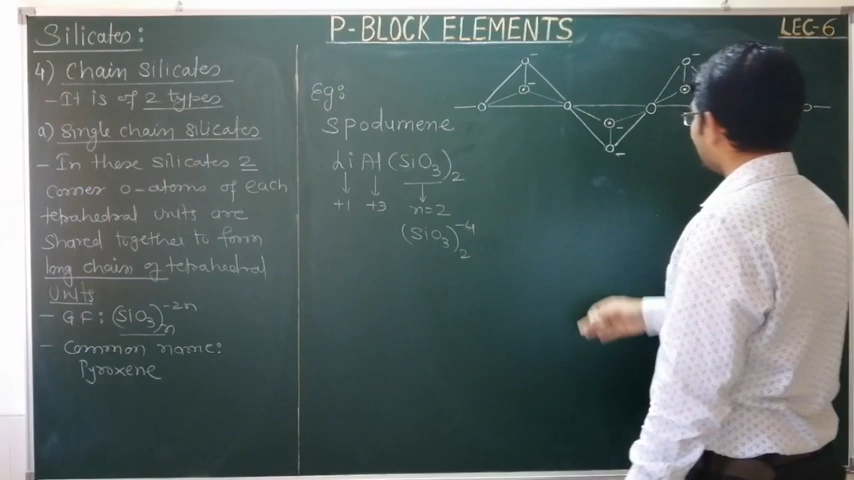 P-BLOCK ELEMENTS
LEC-6
Silicates:
4) Chain Silicates
- It is of 2 types
a) Single chain silicates
- In these silicates 2
corner O-atoms of each
tetrahedral units are
shared together to form
long chain of tetrahedral
units
- GF: (SiO₃)ₙ⁻²ⁿ
- Common name:
Pyroxene
Eg:
Spodumene
LiAl(SiO₃)₂
+1 +3 n=2
(SiO₃)₂⁻⁴